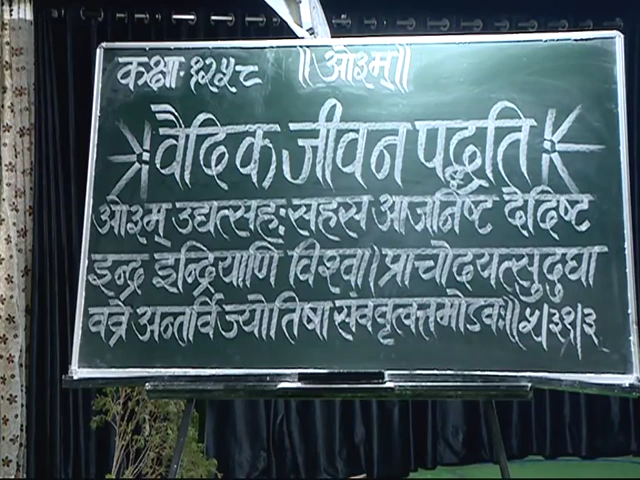 कक्षा-१२५८ ॥ओ३म्॥
वैदिक जीवन पद्धति
ओ३म् उद्यत्सहः सहस आजनिष्ट देदिष्ट
इन्द्र इन्द्रियाणि विश्वा।प्राचोदयत्सुदुघा
वव्रे अन्तर्विज्योतिषा संववृत्वत्तमोऽवः॥५।३१।३